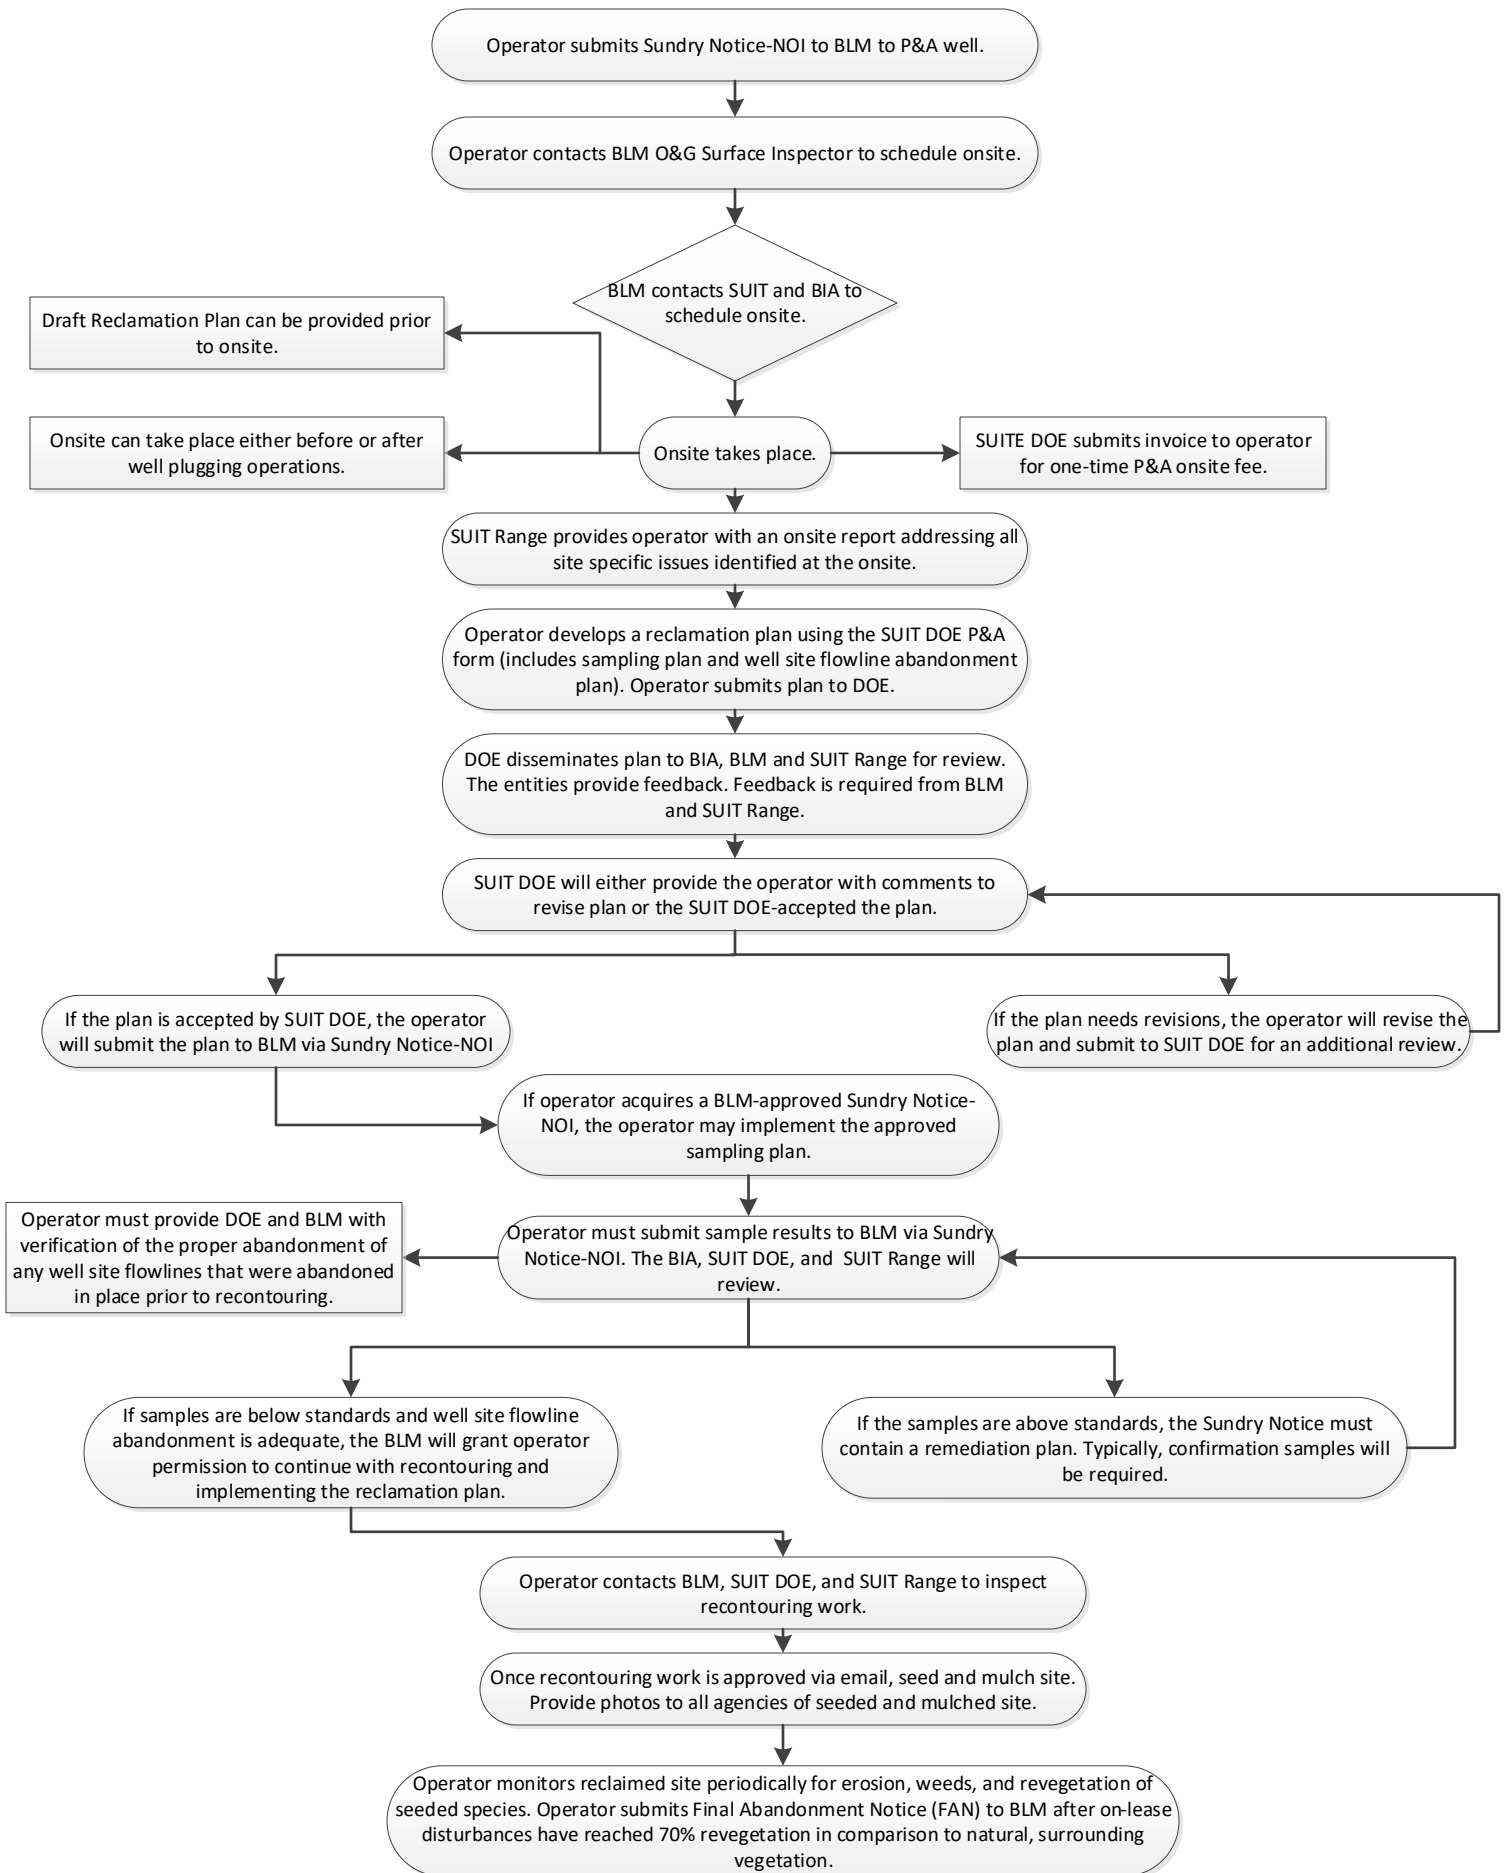 Operator submits Sundry Notice-NOI to BLM to P&A well.
Operator contacts BLM O&G Surface Inspector to schedule onsite.
BLM contacts SUIT and BIA to
schedule onsite.
Draft Reclamation Plan can be provided prior
to onsite.
Onsite can take place either before or after
well plugging operations.
Onsite takes place.
SUITE DOE submits invoice to operator
for one-time P&A onsite fee.
SUIT Range provides operator with an onsite report addressing all
site specific issues identified at the onsite.
Operator develops a reclamation plan using the SUIT DOE P&A
form (includes sampling plan and well site flowline abandonment
plan). Operator submits plan to DOE.
DOE disseminates plan to BIA, BLM and SUIT Range for review.
The entities provide feedback. Feedback is required from BLM
and SUIT Range.
SUIT DOE will either provide the operator with comments to
revise plan or the SUIT DOE-accepted the plan.
If the plan is accepted by SUIT DOE, the operator
will submit the plan to BLM via Sundry Notice-NOI
If the plan needs revisions, the operator will revise the
plan and submit to SUIT DOE for an additional review.
If operator acquires a BLM-approved Sundry Notice-
NOI, the operator may implement the approved
sampling plan.
Operator must provide DOE and BLM with
verification of the proper abandonment of
any well site flowlines that were abandoned
in place prior to recontouring.
Operator must submit sample results to BLM via Sundry
Notice-NOI. The BIA, SUIT DOE, and SUIT Range will
review.
If samples are below standards and well site flowline
abandonment is adequate, the BLM will grant operator
permission to continue with recontouring and
implementing the reclamation plan.
If the samples are above standards, the Sundry Notice must
contain a remediation plan. Typically, confirmation samples will
be required.
Operator contacts BLM, SUIT DOE, and SUIT Range to inspect
recontouring work.
Once recontouring work is approved via email, seed and mulch site.
Provide photos to all agencies of seeded and mulched site.
Operator monitors reclaimed site periodically for erosion, weeds, and revegetation of
seeded species. Operator submits Final Abandonment Notice (FAN) to BLM after on-lease
disturbances have reached 70% revegetation in comparison to natural, surrounding
vegetation.